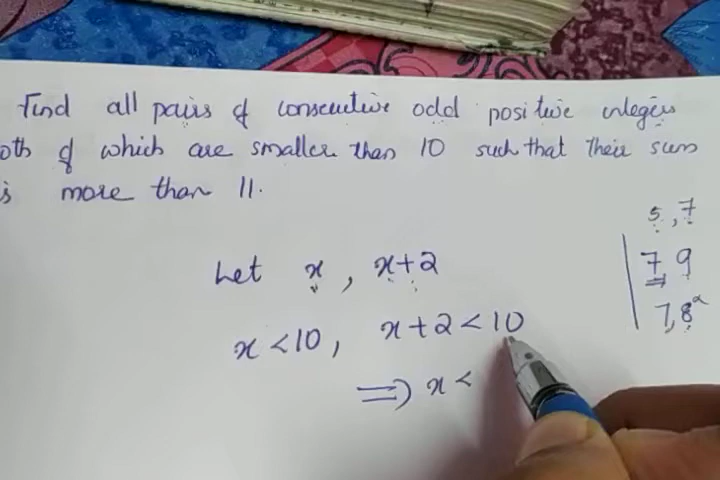 Find all pairs of consecutive odd positive integers
oth of which are smaller than 10 such that their sum
is more than 11.
5, 7
Let x, x+2
7, 9
7, 8
x < 10, x+2 < 10
⇒ x <